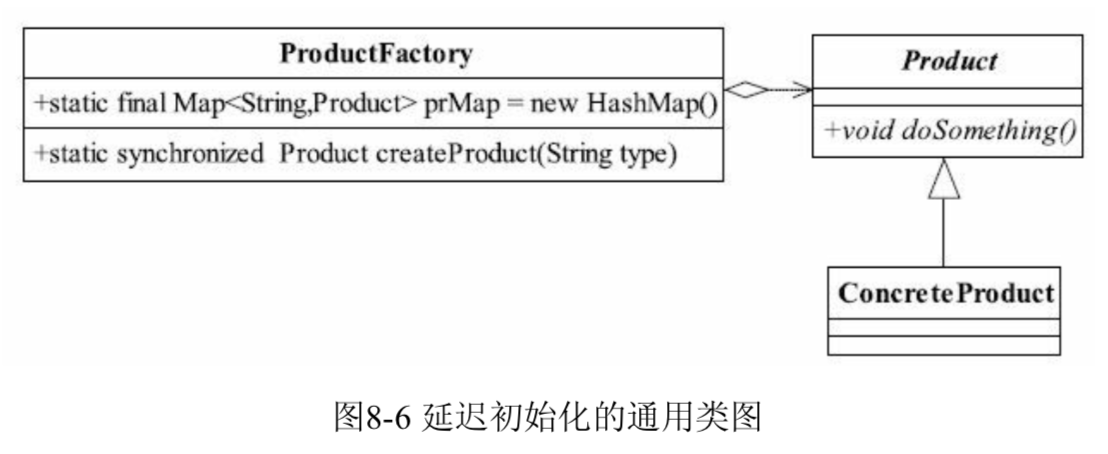 ProductFactory
+static final Map<String,Product> prMap = new HashMap()
+static synchronized Product createProduct(String type)
Product
+void doSomething()
ConcreteProduct
图8-6 延迟初始化的通用类图